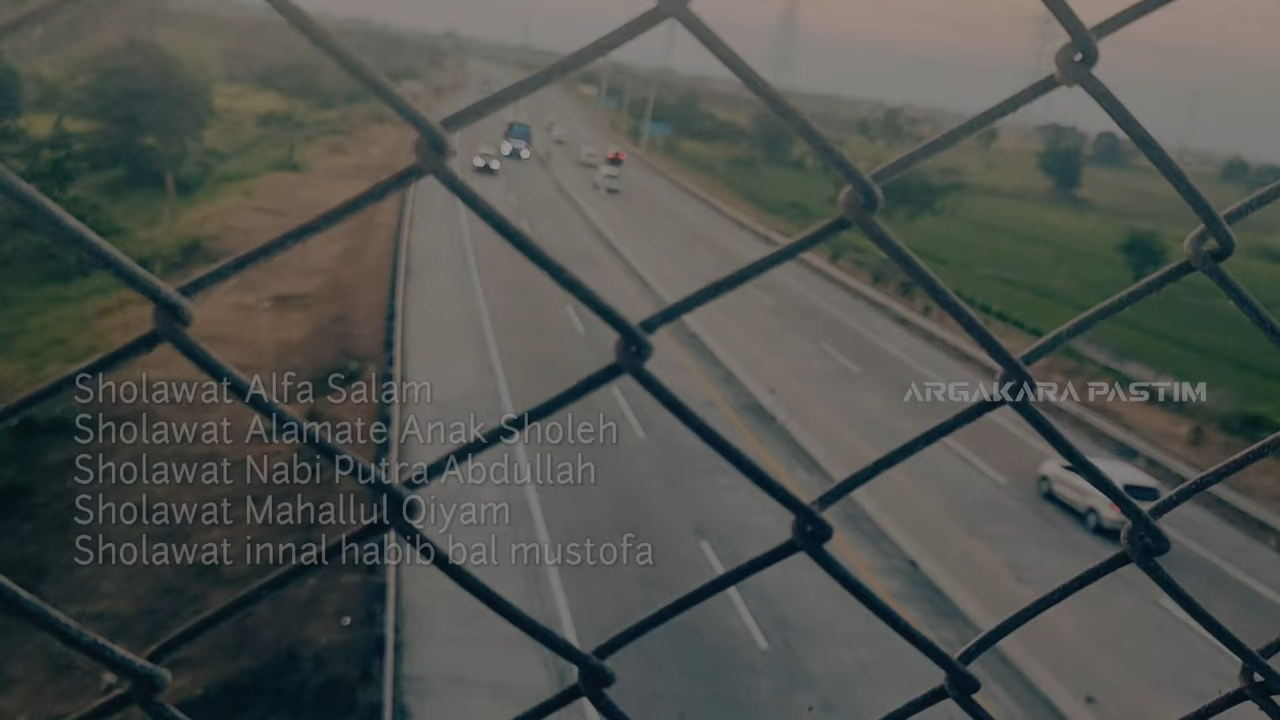 Sholawat Alfa Salam
Sholawat Atamate Anak Sholeh
Sholawat Nabi Putra Abdullah
Sholawat Mahallul Qiyam
Sholawat innal habib bal mustofa
ARGAKARA PASTIM